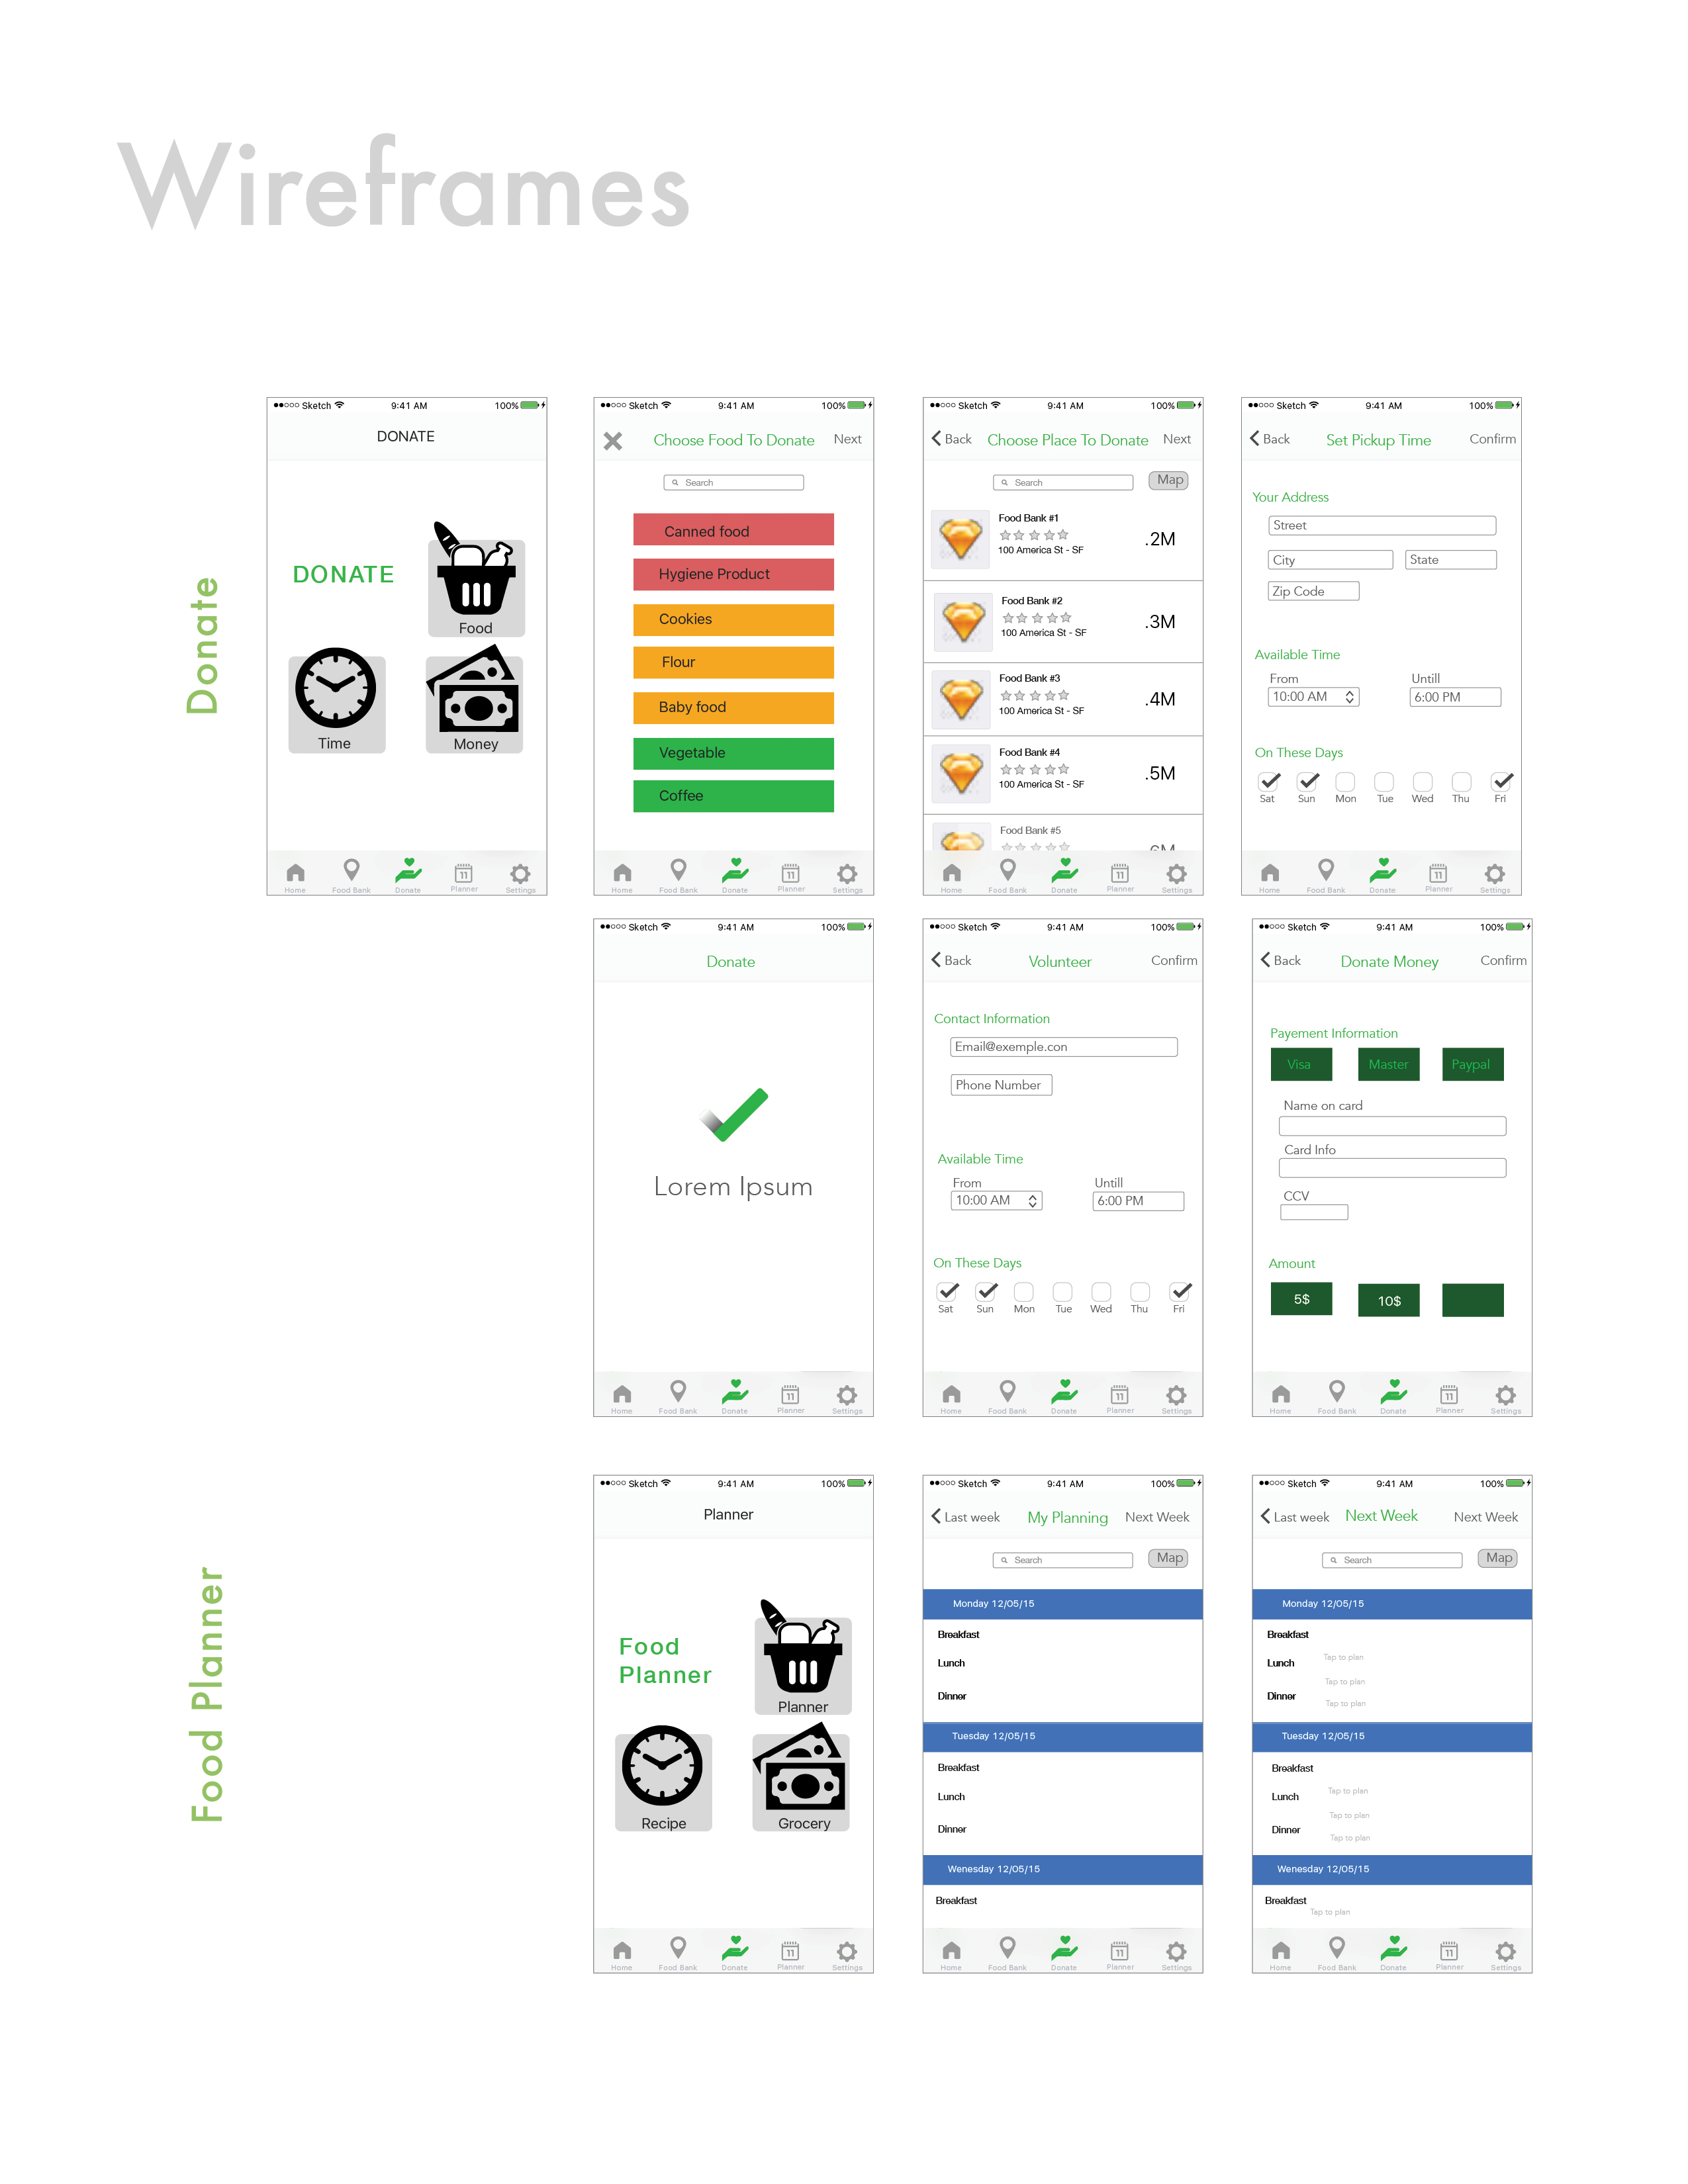 Wireframes
Donate
Sketch 9:41 AM 100%
DONATE
DONATE
Food
Time
Money
Home Food Bank Donate 11 Planner Settings
Sketch 9:41 AM 100%
Choose Food To Donate Next
Search
Canned food
Hygiene Product
Cookies
Flour
Baby food
Vegetable
Coffee
Home Food Bank Donate 11 Planner Settings
Sketch 9:41 AM 100%
Back Choose Place To Donate Next
Search Map
Food Bank #1
100 America St - SF
.2M
Food Bank #2
100 America St - SF
.3M
Food Bank #3
100 America St - SF
.4M
Food Bank #4
100 America St - SF
.5M
Food Bank #5
.6M
Home Food Bank Donate 11 Planner Settings
Sketch 9:41 AM 100%
Back Set Pickup Time Confirm
Your Address
Street
City State
Zip Code
Available Time
From Untill
10:00 AM 6:00 PM
On These Days
Sat Sun Mon Tue Wed Thu Fri
Home Food Bank Donate 11 Planner Settings
Sketch 9:41 AM 100%
Donate
Lorem Ipsum
Home Food Bank Donate 11 Planner Settings
Sketch 9:41 AM 100%
Back Volunteer Confirm
Contact Information
Email@exemple.con
Phone Number
Available Time
From Untill
10:00 AM 6:00 PM
On These Days
Sat Sun Mon Tue Wed Thu Fri
Home Food Bank Donate 11 Planner Settings
Sketch 9:41 AM 100%
Back Donate Money Confirm
Payement Information
Visa Master Paypal
Name on card
Card Info
CCV
Amount
5$ 10$
Home Food Bank Donate 11 Planner Settings
Food Planner
Sketch 9:41 AM 100%
Planner
Food
Planner
Planner
Recipe
Grocery
Home Food Bank Donate 11 Planner Settings
Sketch 9:41 AM 100%
Last week My Planning Next Week
Search Map
Monday 12/05/15
Breakfast
Lunch
Dinner
Tuesday 12/05/15
Breakfast
Lunch
Dinner
Wenesday 12/05/15
Breakfast
Home Food Bank Donate 11 Planner Settings
Sketch 9:41 AM 100%
Last week Next Week Next Week
Search Map
Monday 12/05/15
Breakfast
Tap to plan
Lunch
Tap to plan
Dinner
Tap to plan
Tuesday 12/05/15
Breakfast
Tap to plan
Lunch
Tap to plan
Dinner
Tap to plan
Wenesday 12/05/15
Breakfast
Tap to plan
Home Food Bank Donate 11 Planner Settings